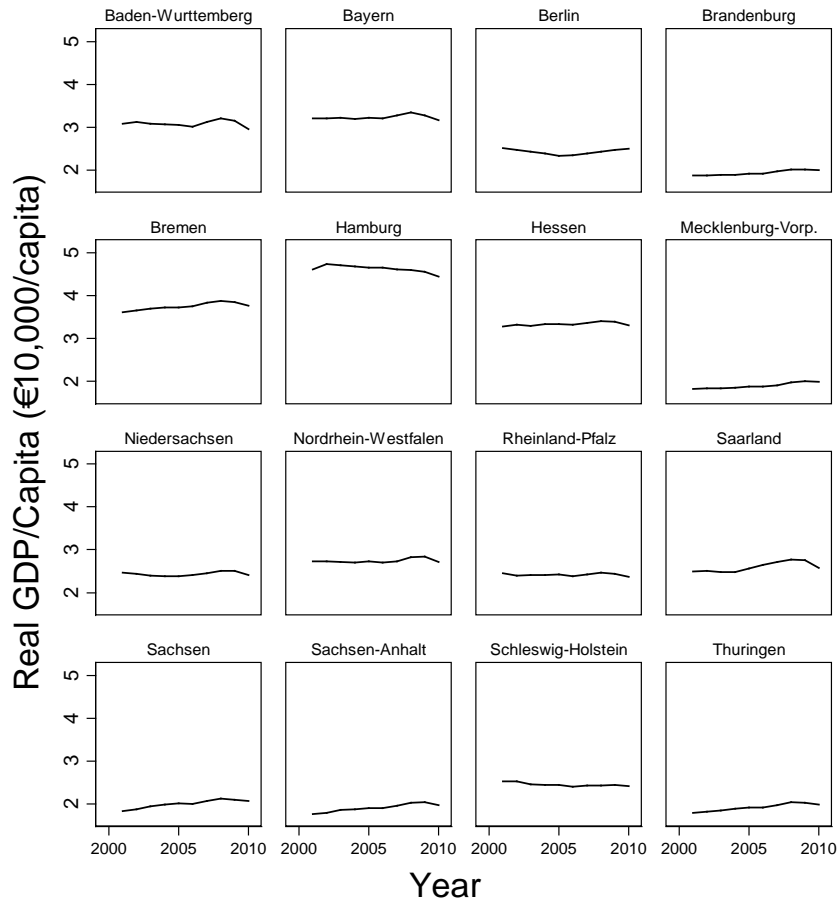 Baden-Wurttemberg Bayern Berlin Brandenburg
5
4
3
2
Bremen Hamburg Hessen Mecklenburg-Vorp.
5
4
3
2
Niedersachsen Nordrhein-Westfalen Rheinland-Pfalz Saarland
5
4
3
2
Sachsen Sachsen-Anhalt Schleswig-Holstein Thuringen
5
4
3
2
2000 2005 2010 2000 2005 2010 2000 2005 2010 2000 2005 2010
Year
Real GDP/Capita (€10,000/capita)